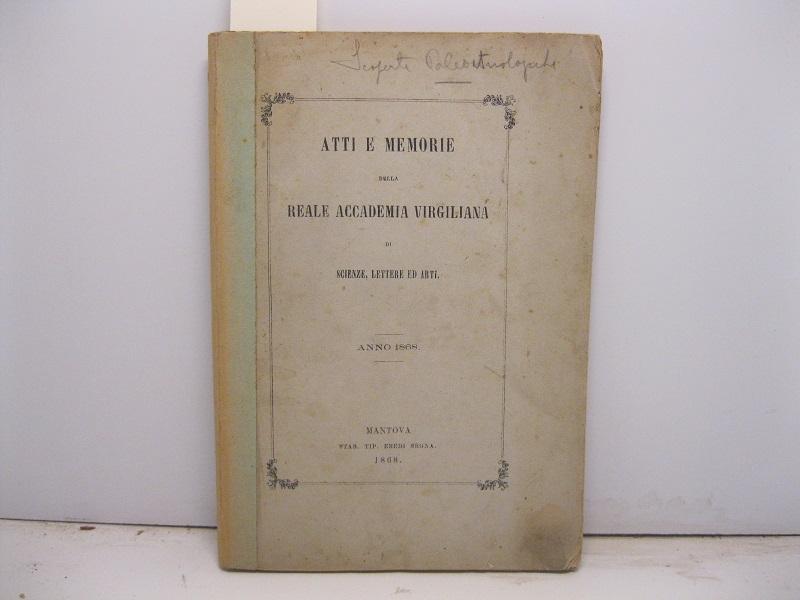 Scoperte Paleoetnologiche
ATTI E MEMORIE
DELLA
REALE ACCADEMIA VIRGILIANA
DI
SCIENZE, LETTERE ED ARTI.
ANNO 1868.
MANTOVA
STAB. TIP. EREDI SEGNA.
1868.